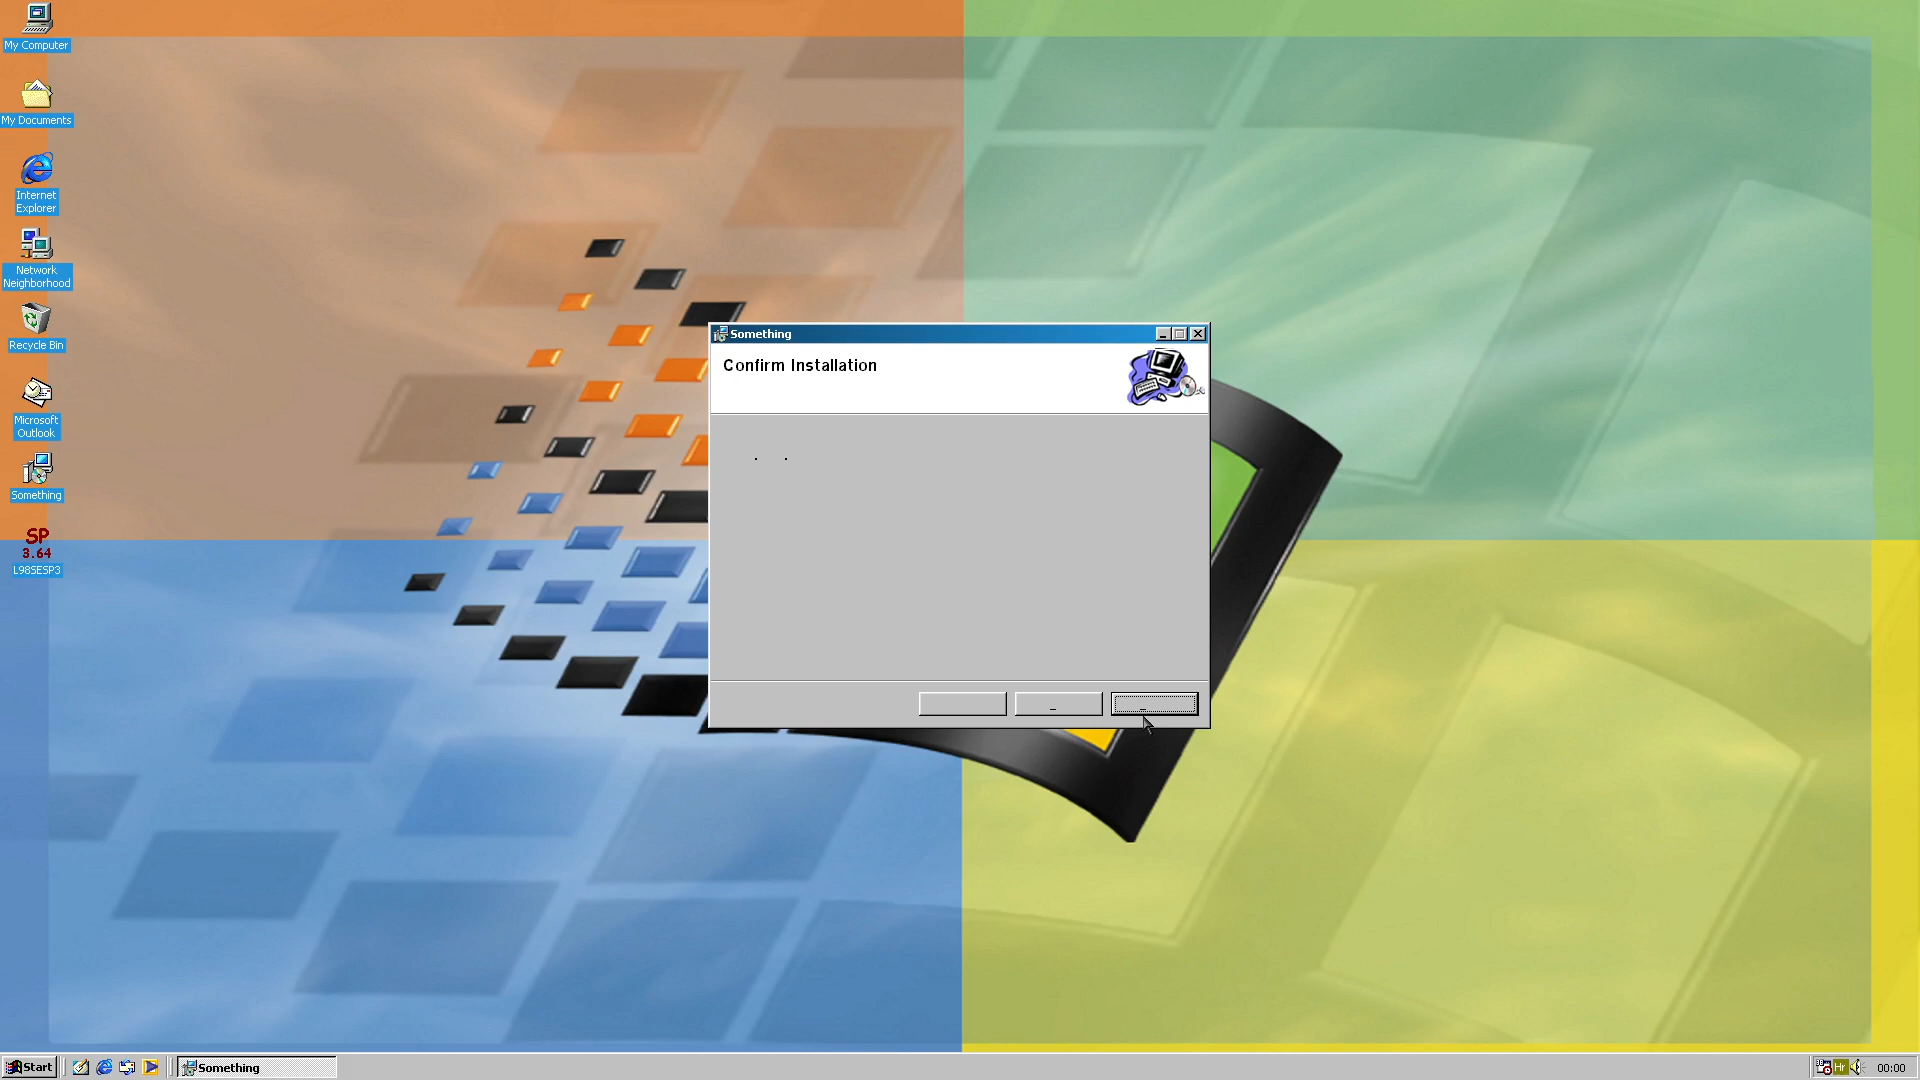 My Computer
My Documents
Internet
Explorer
Network
Neighborhood
Recycle Bin
Microsoft
Outlook
Something
SP
3.64
L98SESP3
Something
Confirm Installation
. .
_
_
Start
Something
Hr
00:00